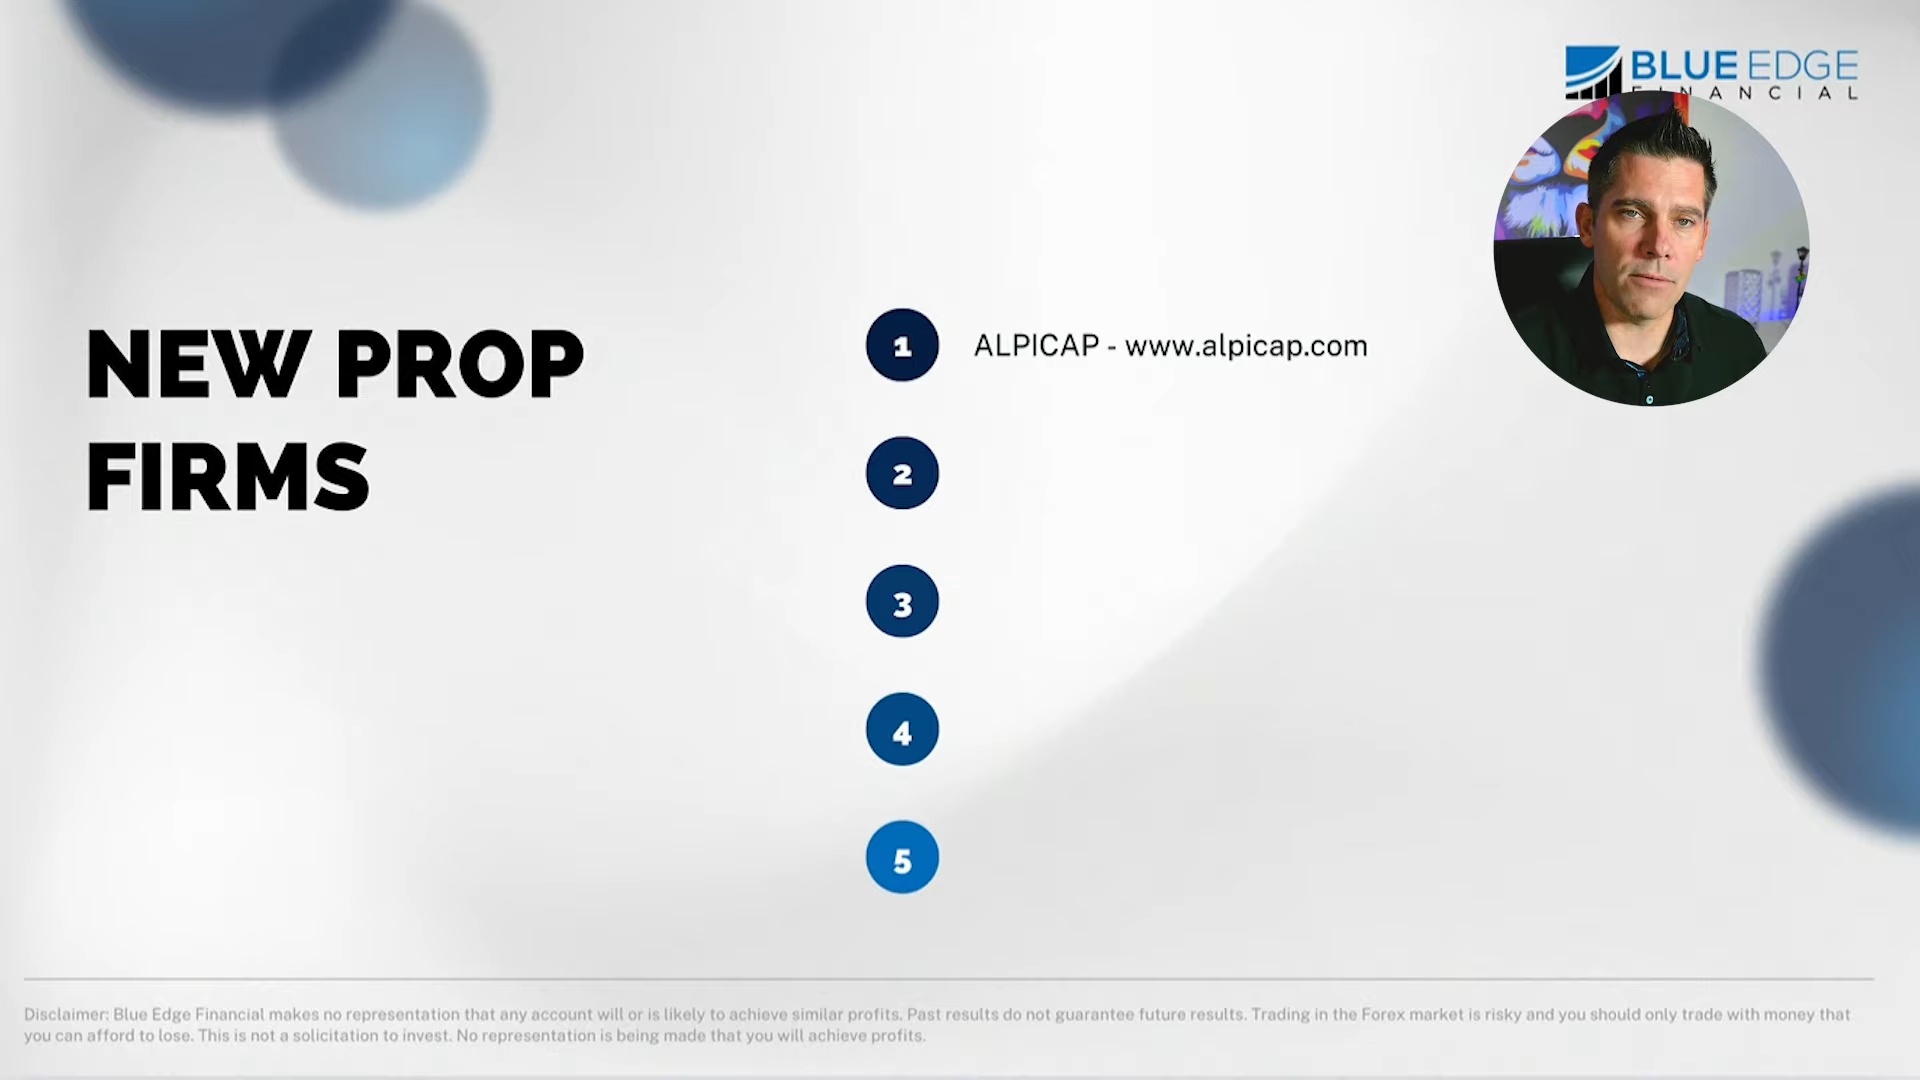 BLUE EDGE
FINANCIAL
NEW PROP
FIRMS
1 ALPICAP - www.alpicap.com
2
3
4
5
Disclaimer: Blue Edge Financial makes no representation that any account will or is likely to achieve similar profits. Past results do not guarantee future results. Trading in the Forex market is risky and you should only trade with money that
you can afford to lose. This is not a solicitation to invest. No representation is being made that you will achieve profits.